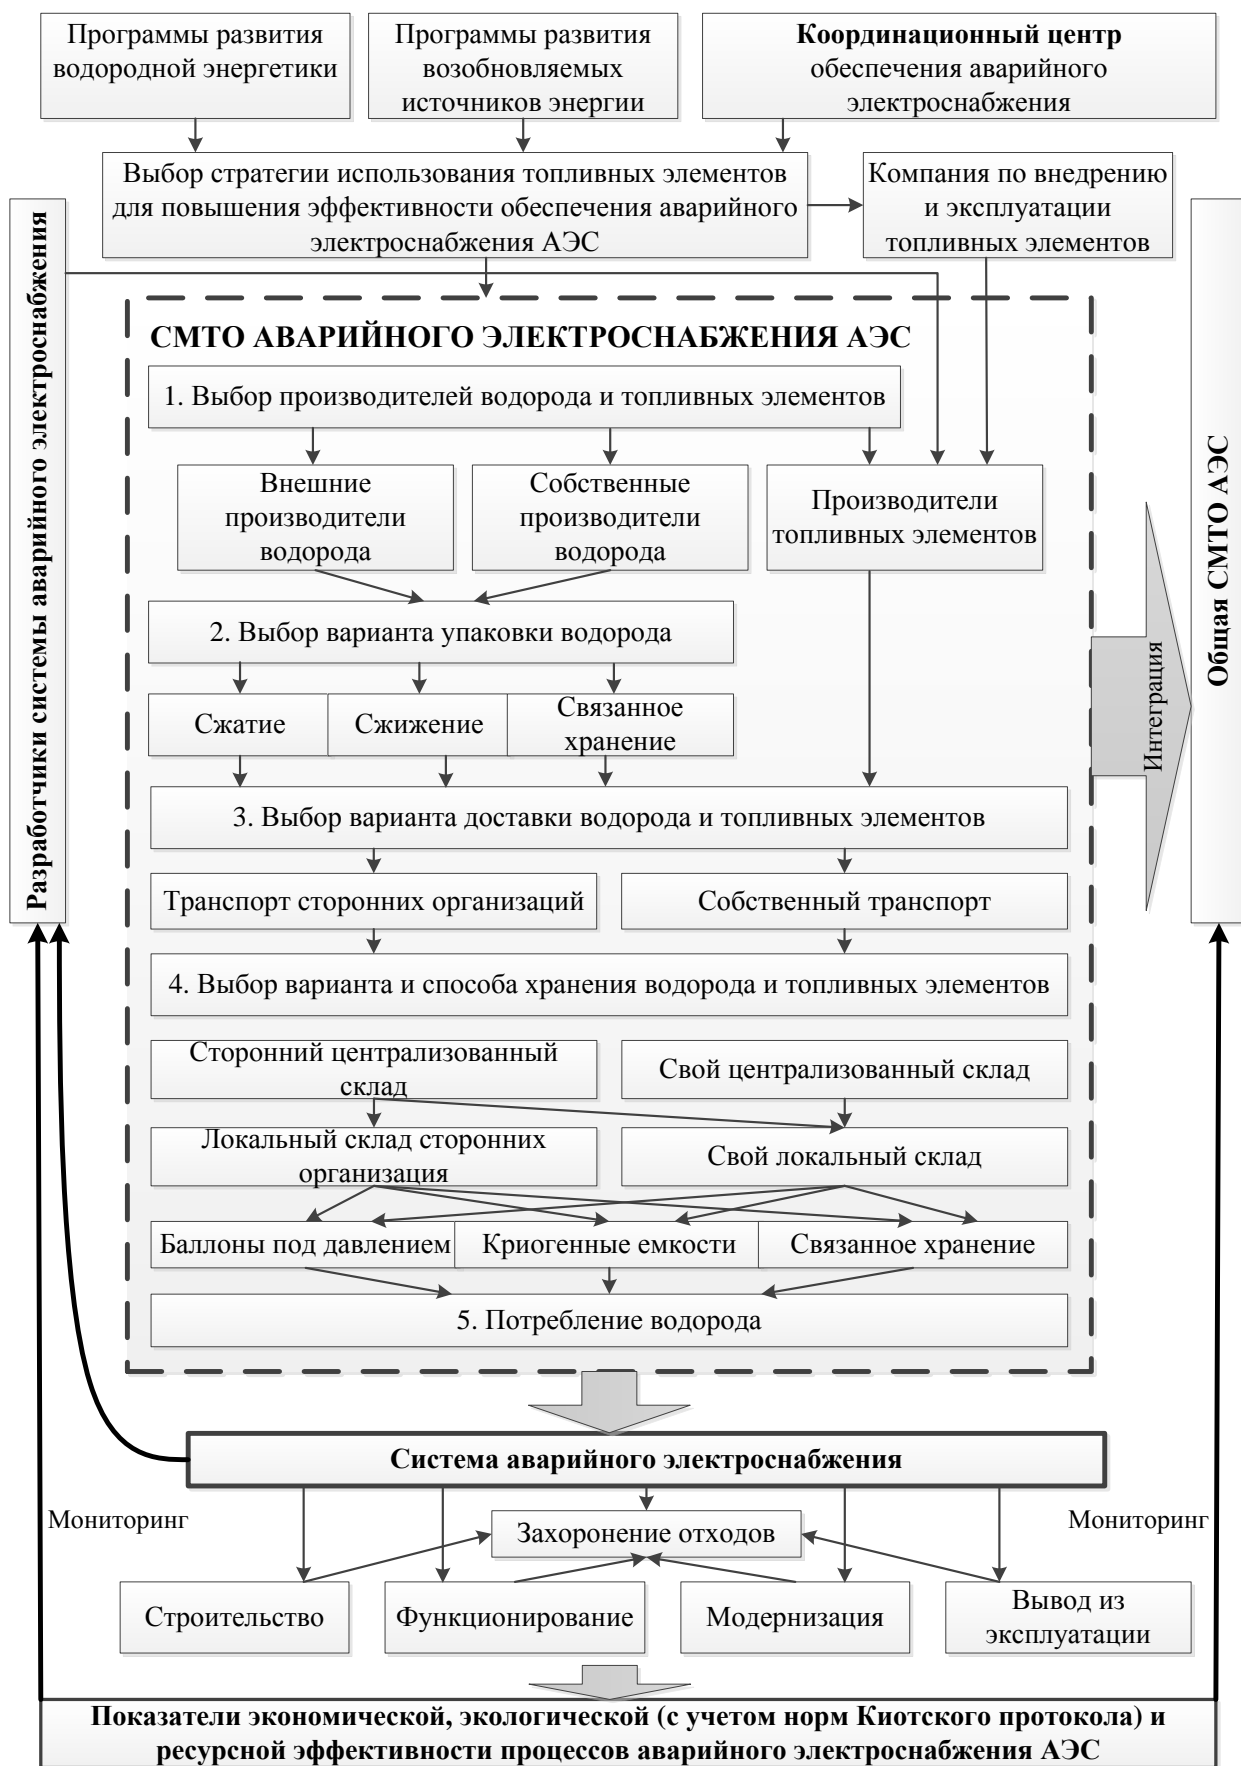 Программы развития
водородной энергетики
Программы развития
возобновляемых
источников энергии
Координационный центр
обеспечения аварийного
электроснабжения
Выбор стратегии использования топливных элементов
для повышения эффективности обеспечения аварийного
электроснабжения АЭС
Компания по внедрению
и эксплуатации
топливных элементов
Разработчики системы аварийного электроснабжения
СМТО АВАРИЙНОГО ЭЛЕКТРОСНАБЖЕНИЯ АЭС
1. Выбор производителей водорода и топливных элементов
Внешние
производители
водорода
Собственные
производители
водорода
Производители
топливных элементов
2. Выбор варианта упаковки водорода
Сжатие
Сжижение
Связанное
хранение
3. Выбор варианта доставки водорода и топливных элементов
Транспорт сторонних организаций
Собственный транспорт
4. Выбор варианта и способа хранения водорода и топливных элементов
Сторонний централизованный
склад
Свой централизованный склад
Локальный склад сторонних
организация
Свой локальный склад
Баллоны под давлением
Криогенные емкости
Связанное хранение
5. Потребление водорода
Интеграция
Общая СМТО АЭС
Система аварийного электроснабжения
Мониторинг
Мониторинг
Захоронение отходов
Строительство
Функционирование
Модернизация
Вывод из
эксплуатации
Показатели экономической, экологической (с учетом норм Киотского протокола) и
ресурсной эффективности процессов аварийного электроснабжения АЭС